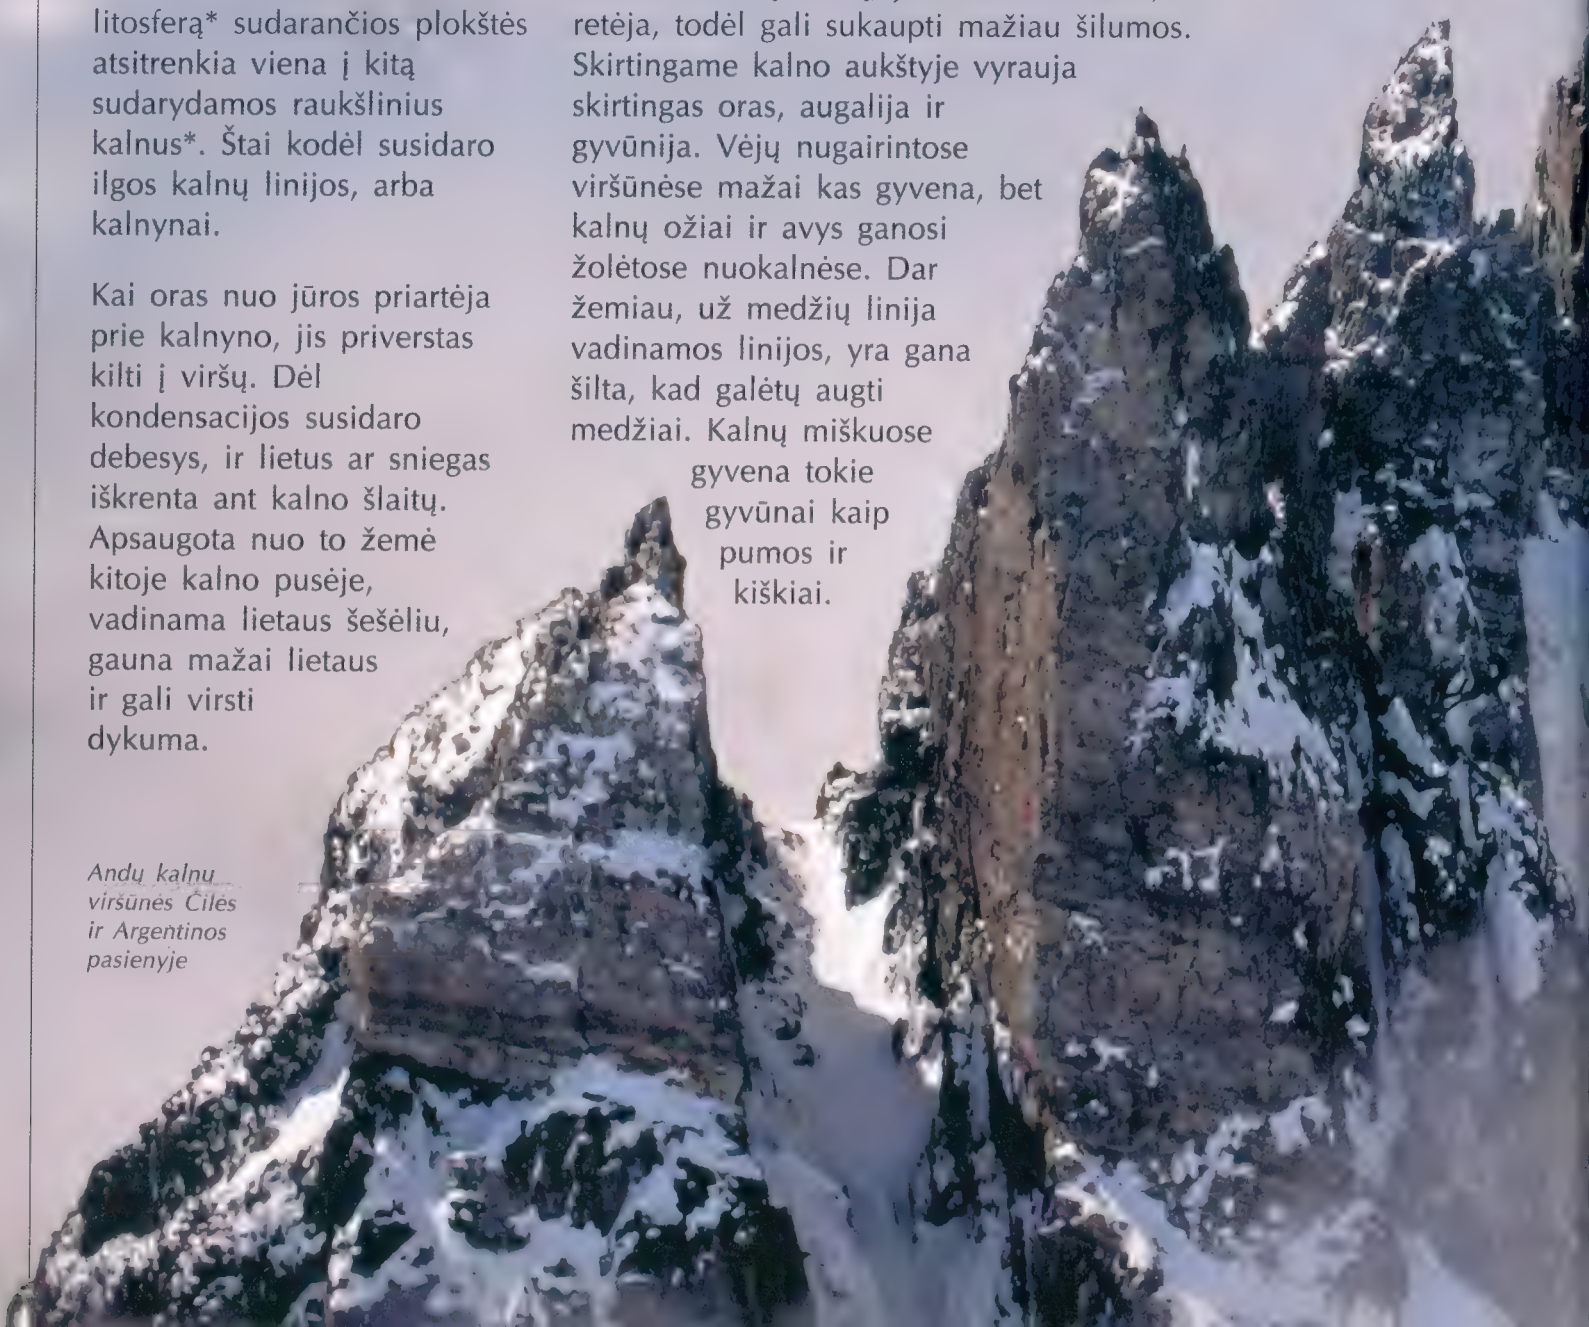 litosferą* sudarančios plokštės
atsitrenkia viena į kitą
sudarydamos raukšlinius
kalnus*. Štai kodėl susidaro
ilgos kalnų linijos, arba
kalnynai.
Kai oras nuo jūros priartėja
prie kalnyno, jis priverstas
kilti į viršų. Dėl
kondensacijos susidaro
debesys, ir lietus ar sniegas
iškrenta ant kalno šlaitų.
Apsaugota nuo to žemė
kitoje kalno pusėje,
vadinama lietaus šešėliu,
gauna mažai lietaus
ir gali virsti
dykuma.
retėja, todėl gali sukaupti mažiau šilumos.
Skirtingame kalno aukštyje vyrauja
skirtingas oras, augalija ir
gyvūnija. Vėjų nugairintose
viršūnėse mažai kas gyvena, bet
kalnų ožiai ir avys ganosi
žolėtose nuokalnėse. Dar
žemiau, už medžių linija
vadinamos linijos, yra gana
šilta, kad galėtų augti
medžiai. Kalnų miškuose
gyvena tokie
gyvūnai kaip
pumos ir
kiškiai.
Andų kalnų
viršūnės Čilės
ir Argentinos
pasienyje